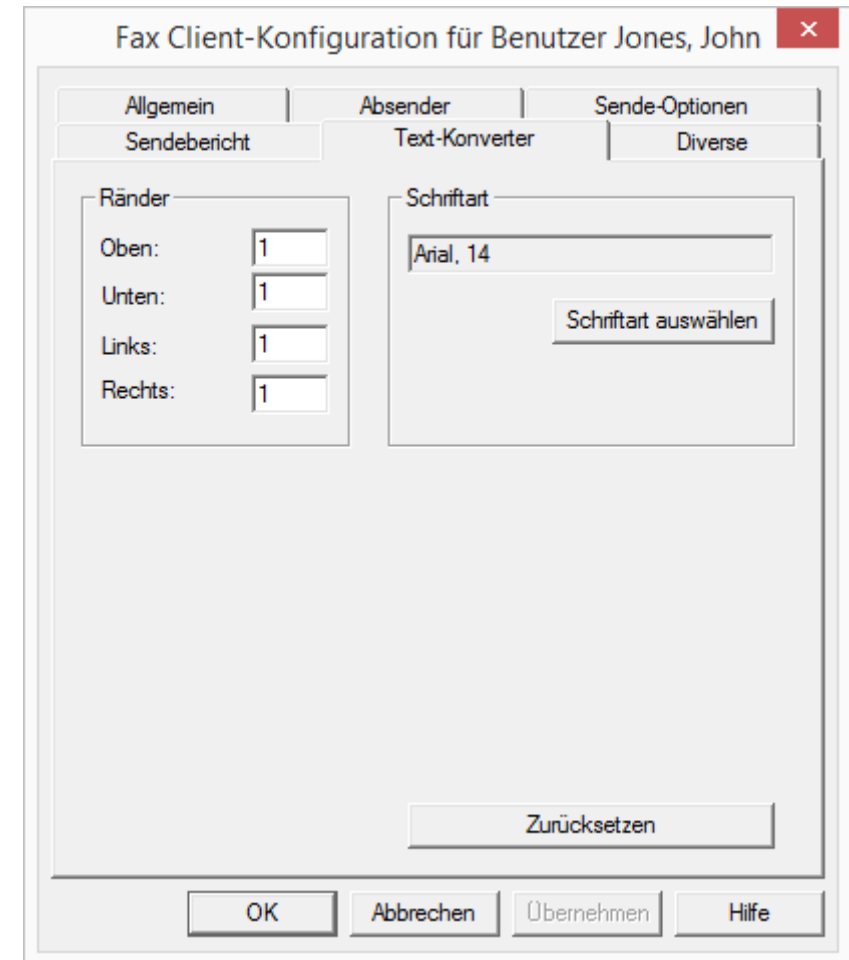 Fax Client-Konfiguration für Benutzer Jones, John
Allgemein Absender Sende-Optionen
Sendebericht Text-Konverter Diverse
Ränder Schriftart
Oben: 1 Arial, 14
Unten: 1 Schriftart auswählen
Links: 1
Rechts: 1
Zurücksetzen
OK Abbrechen Übernehmen Hilfe